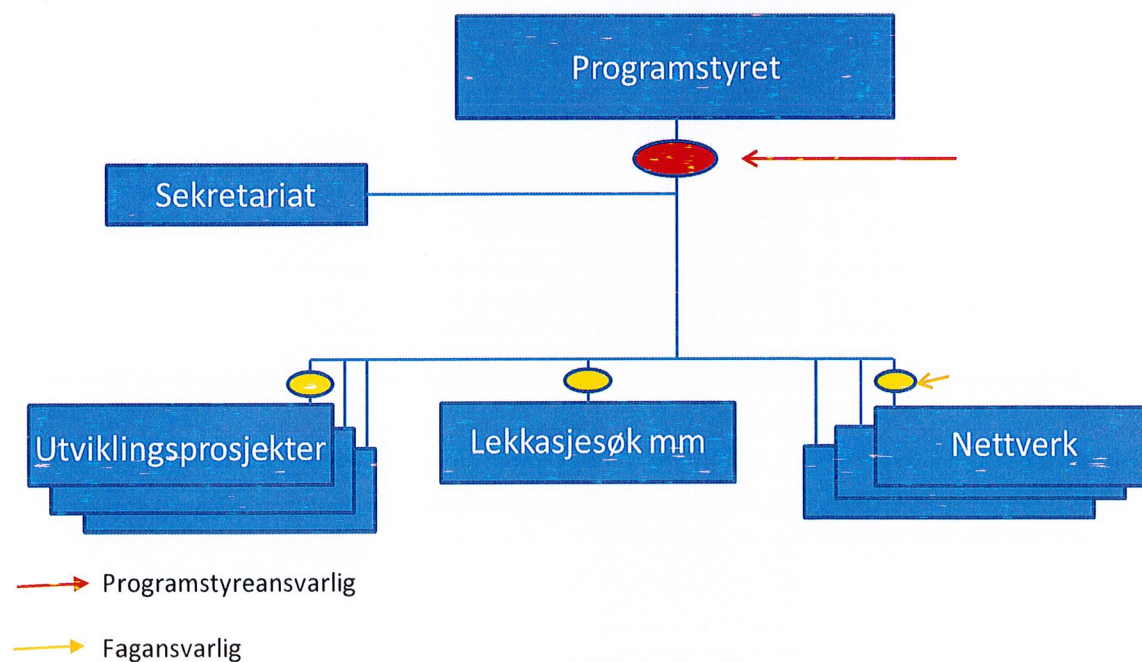 Programstyret
Sekretariat
Utviklingsprosjekter
Lekkasjesøk mm
Nettverk
Programstyreansvarlig
Fagansvarlig